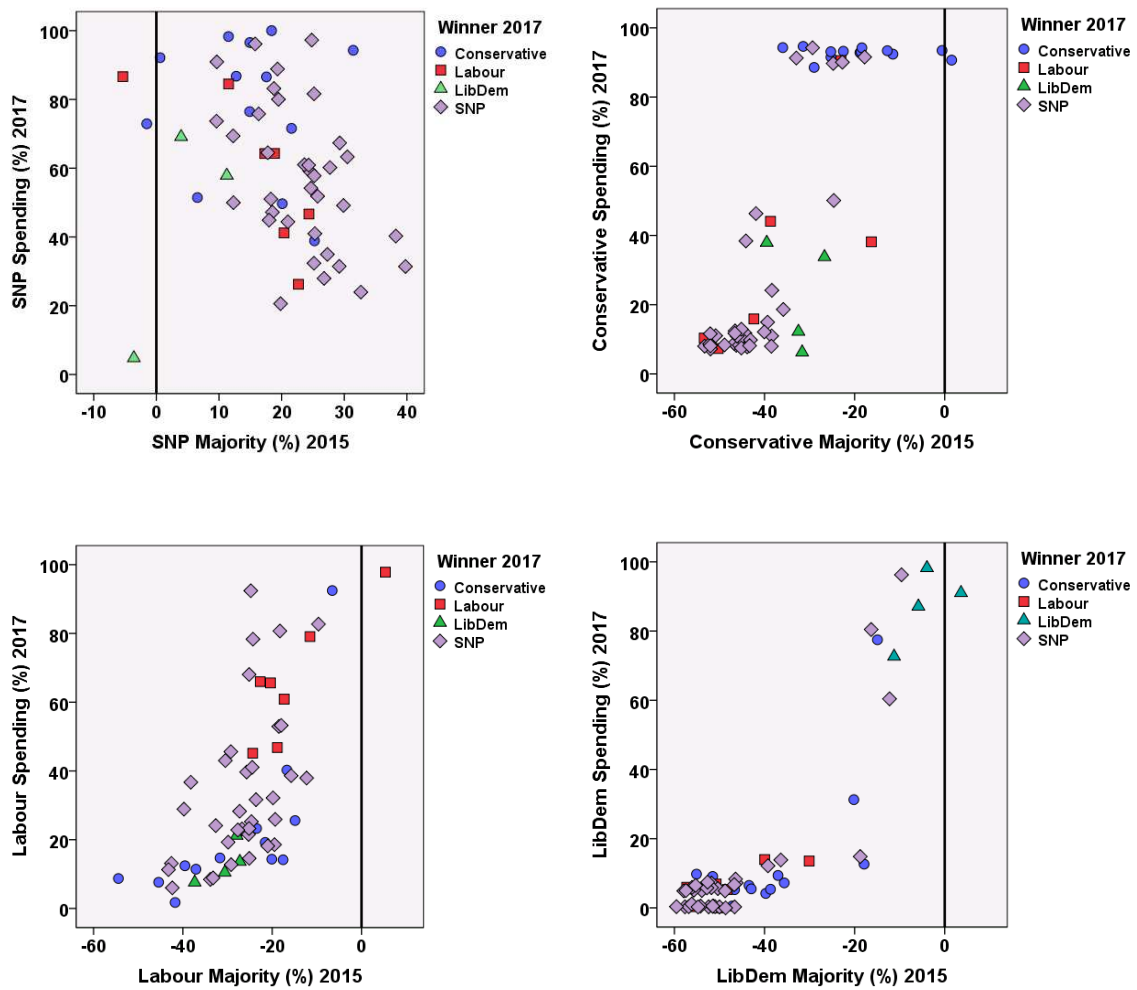 Winner 2017
Conservative
Labour
LibDem
SNP
100
80
60
40
20
0
SNP Spending (%) 2017
-10 0 10 20 30 40
SNP Majority (%) 2015
Winner 2017
Conservative
Labour
LibDem
SNP
100
80
60
40
20
0
Conservative Spending (%) 2017
-60 -40 -20 0
Conservative Majority (%) 2015
Winner 2017
Conservative
Labour
LibDem
SNP
100
80
60
40
20
0
Labour Spending (%) 2017
-60 -40 -20 0
Labour Majority (%) 2015
Winner 2017
Conservative
Labour
LibDem
SNP
100
80
60
40
20
0
LibDem Spending (%) 2017
-60 -40 -20 0
LibDem Majority (%) 2015